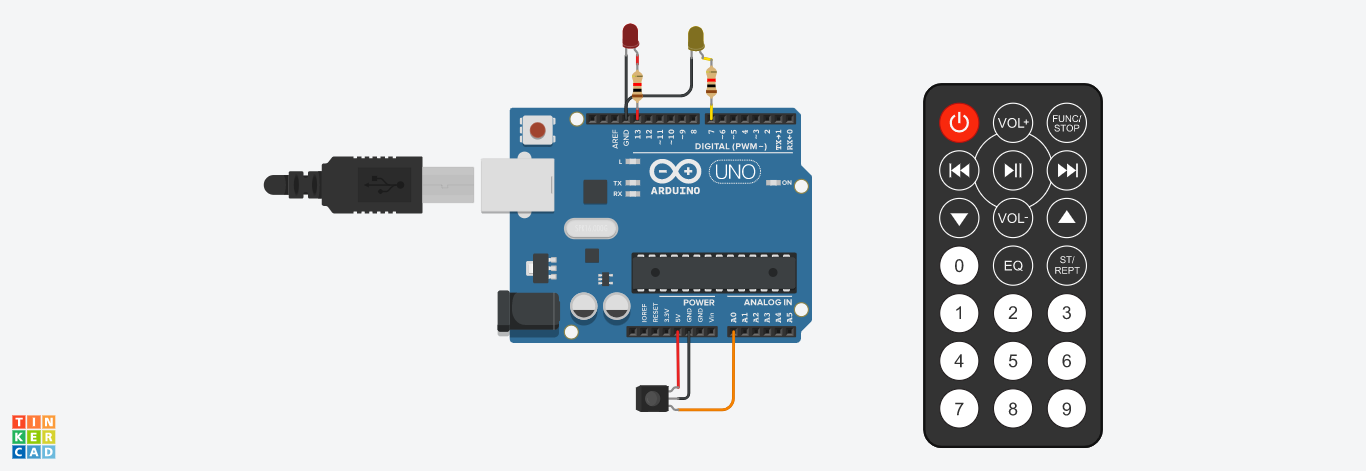 AREF
GND
13
12
~11
~10
~9
8
7
~6
~5
4
~3
2
TX→1
RX←0
DIGITAL (PWM~)
L
TX
RX
ARDUINO
UNO
ON
POWER
ANALOG IN
IOREF
RESET
3.3V
5V
GND
GND
Vin
A0
A1
A2
A3
A4
A5
VOL+
FUNC/
STOP
VOL-
0
EQ
ST/
REPT
1 2 3
4 5 6
7 8 9
TIN
KER
CAD